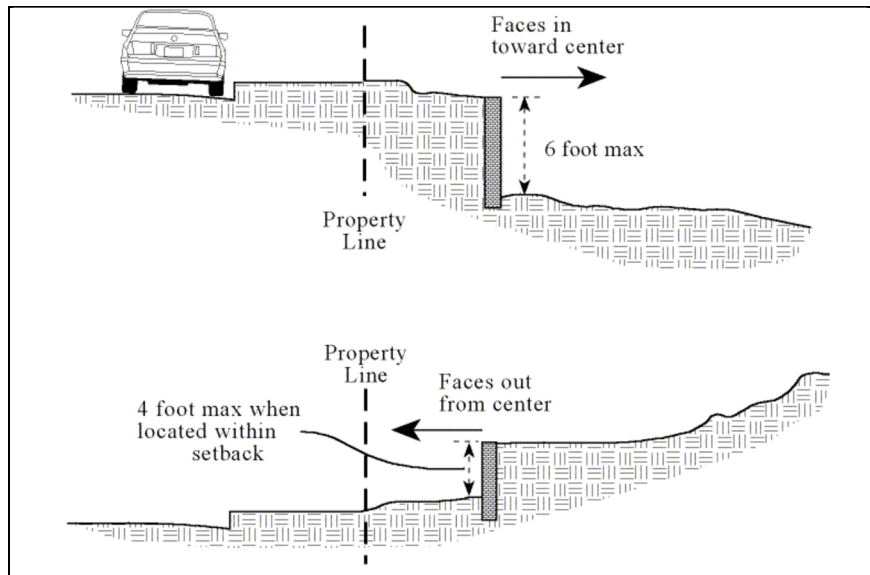 Faces in
toward center
6 foot max
Property
Line
Property
Line
Faces out
from center
4 foot max when
located within
setback